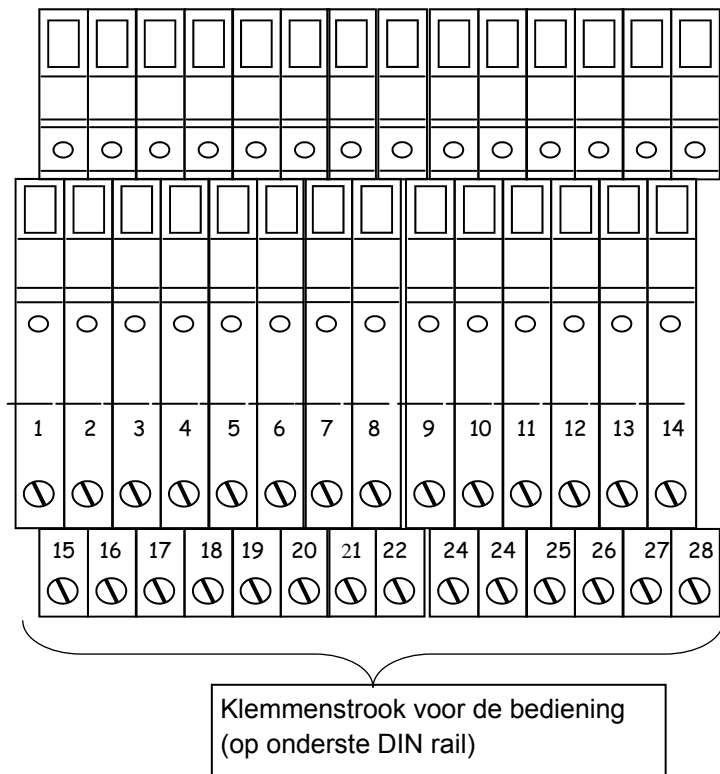 1 2 3 4 5 6 7 8 9 10 11 12 13 14
15 16 17 18 19 20 21 22 24 24 25 26 27 28
Klemmenstrook voor de bediening
(op onderste DIN rail)